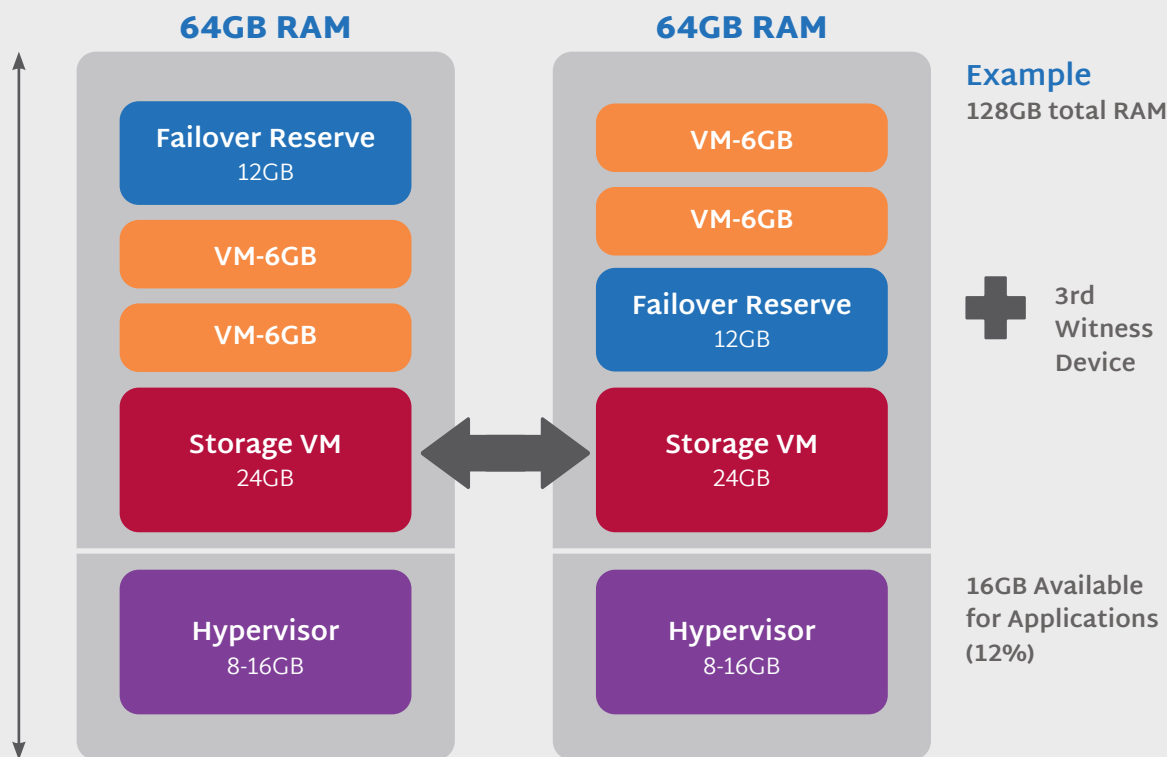 64GB RAM
Failover Reserve
12GB
VM-6GB
VM-6GB
Storage VM
24GB
Hypervisor
8-16GB
64GB RAM
VM-6GB
VM-6GB
Failover Reserve
12GB
Storage VM
24GB
Hypervisor
8-16GB
Example
128GB total RAM
3rd
Witness
Device
16GB Available
for Applications
(12%)